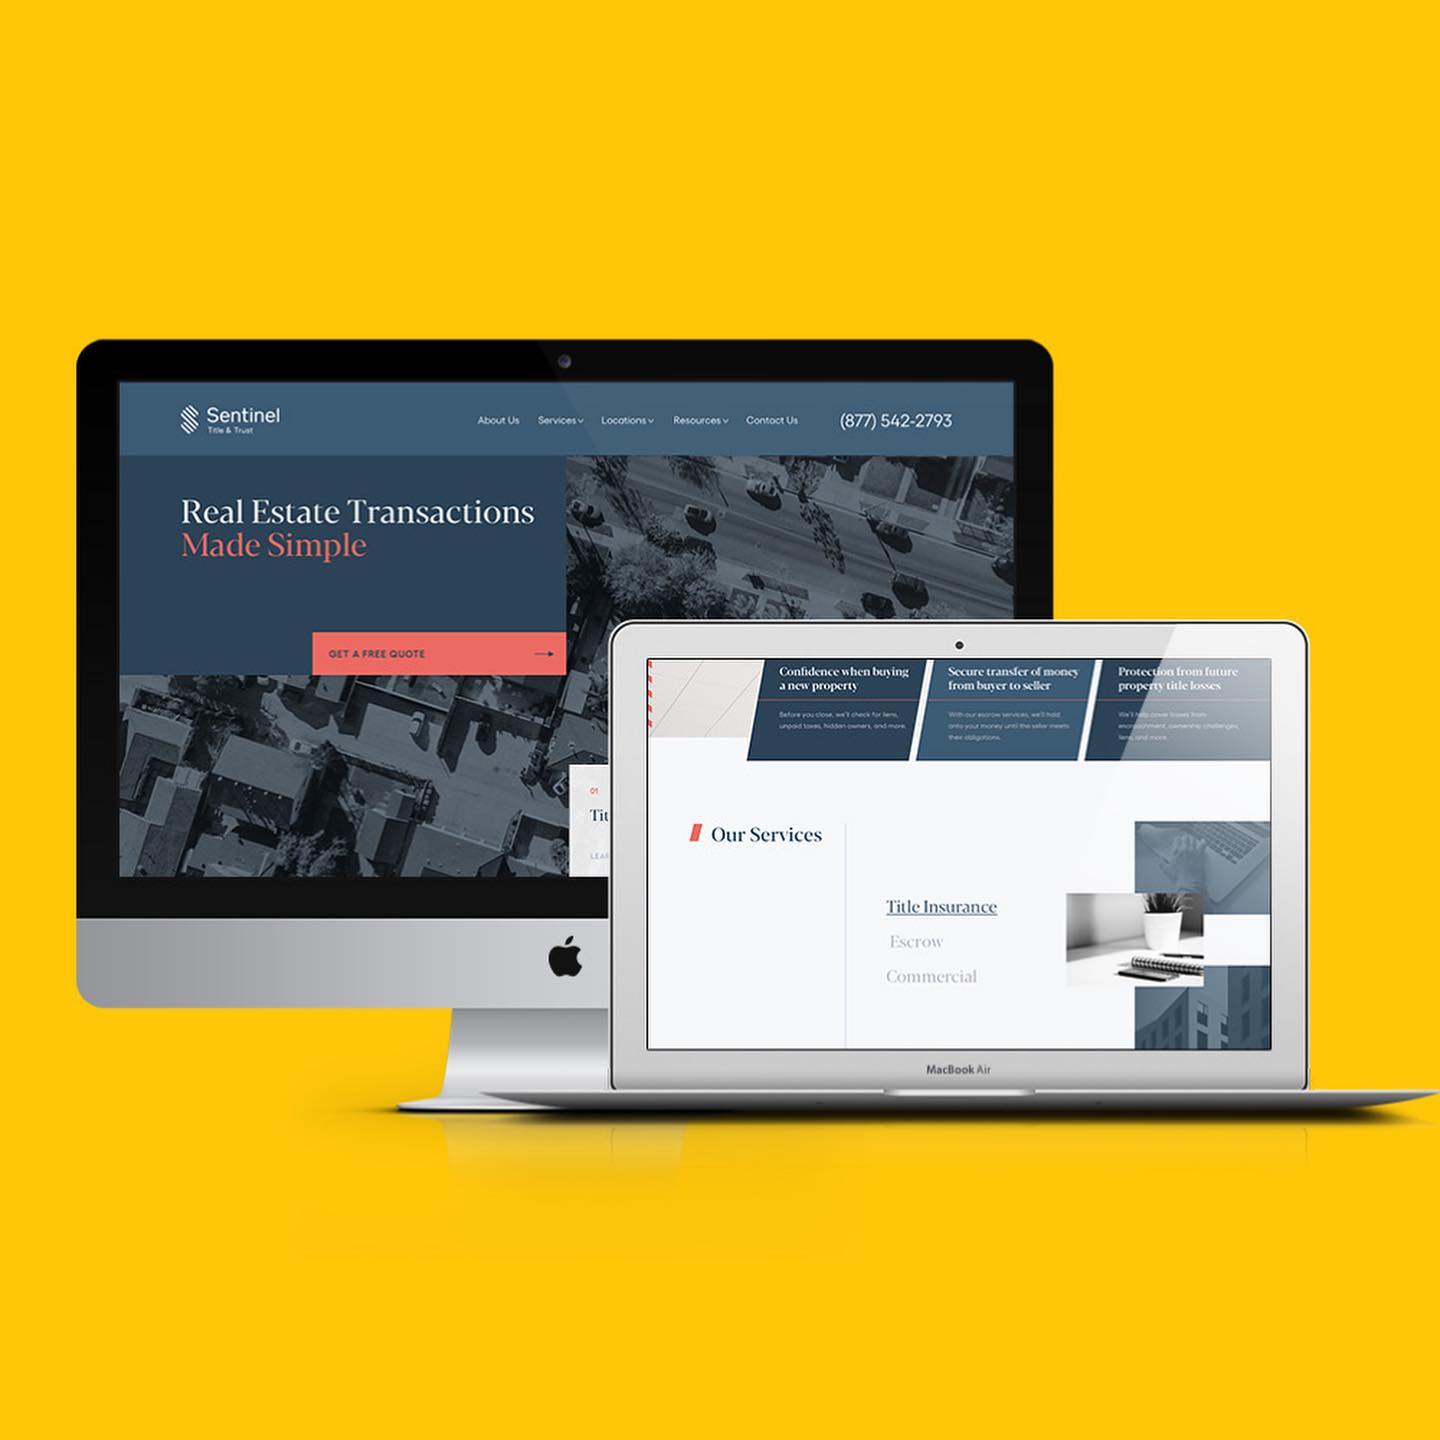 Sentinel
Title & Trust
About Us Services Locations Resources Contact Us (877) 542-2793
Real Estate Transactions
Made Simple
GET A FREE QUOTE
01
Tit
LEAR
Confidence when buying
a new property
Before you close, we'll check for liens,
unpaid taxes, hidden owners, and more.
Secure transfer of money
from buyer to seller
With our escrow services, we'll hold
onto your money until the seller meets
their obligations.
Protection from future
property title losses
We'll help cover losses from
encroachment, ownership challenges,
liens, and more.
Our Services
Title Insurance
Escrow
Commercial
MacBook Air